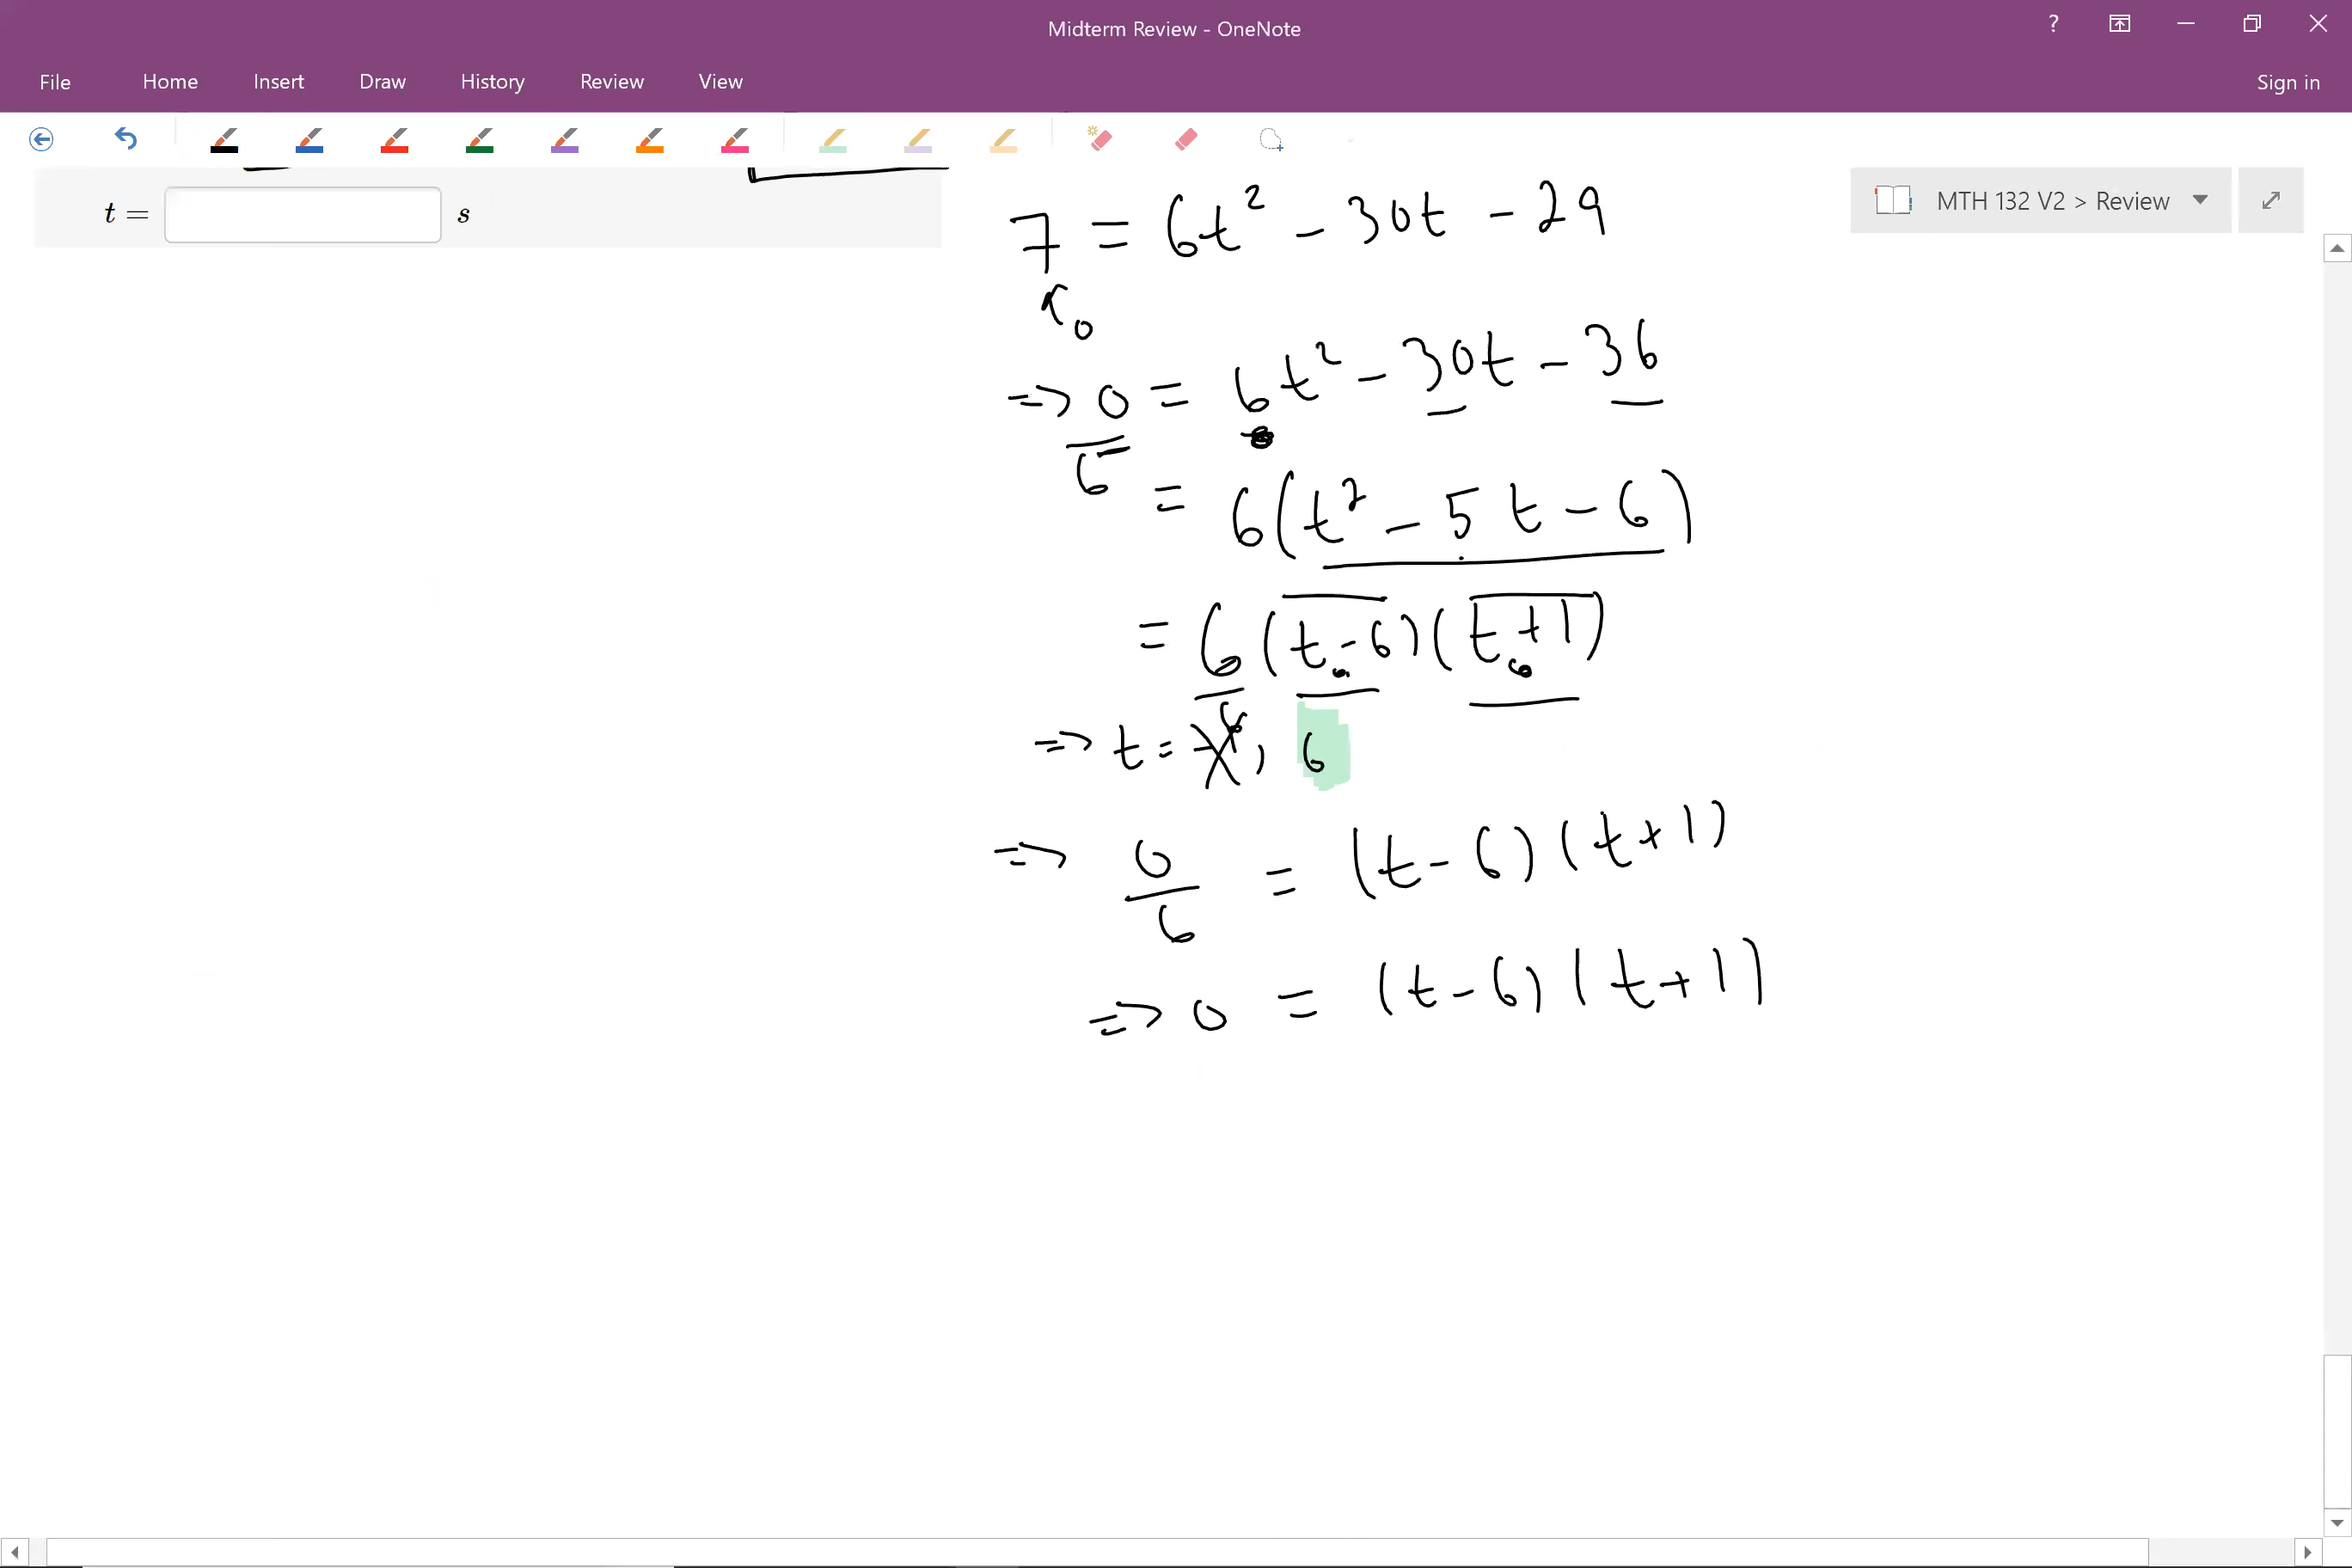 Midterm Review - OneNote
?
File Home Insert Draw History Review View Sign in
MTH 132 V2 > Review
t = s
7 = 6t² - 30t - 29
⇒ 0 = 6t² - 30t - 36
6
= 6(t² - 5t - 6)
= 6(t-6)(t+1)
⇒ t = , 6
⇒ 0/6 = (t-6)(t+1)
⇒ 0 = (t-6)(t+1)